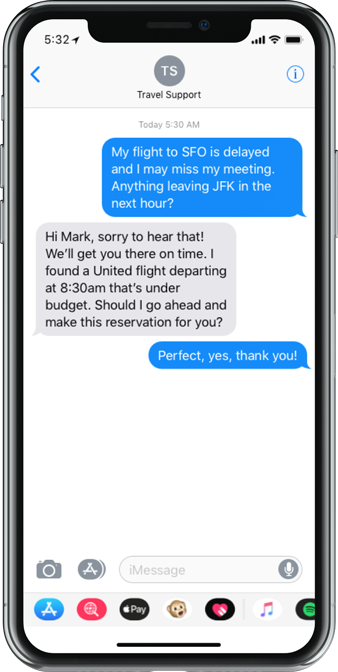 5:32
TS
Travel Support
Today 5:30 AM
My flight to SFO is delayed
and I may miss my meeting.
Anything leaving JFK in the
next hour?
Hi Mark, sorry to hear that!
We'll get you there on time. I
found a United flight departing
at 8:30am that's under
budget. Should I go ahead and
make this reservation for you?
Perfect, yes, thank you!
iMessage
Pay